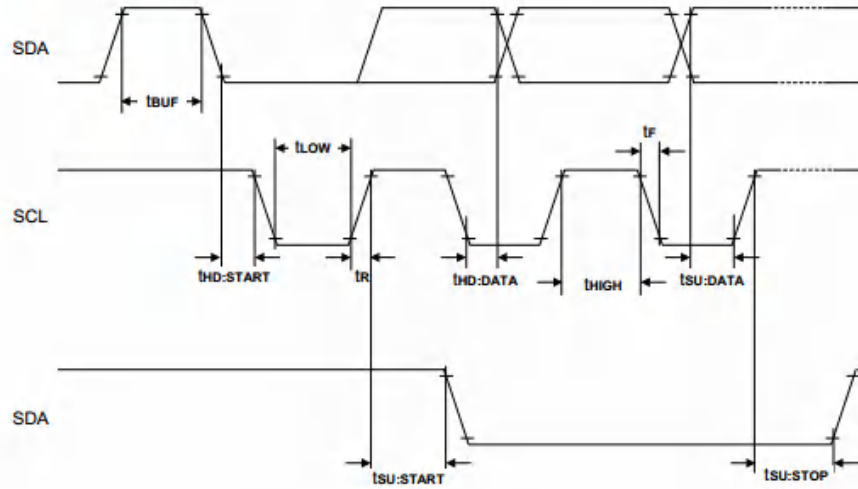 SDA
tBUF
tF
tLOW
SCL
tHD:START
tR
tHD:DATA
tHIGH
tSU:DATA
SDA
tSU:START
tSU:STOP